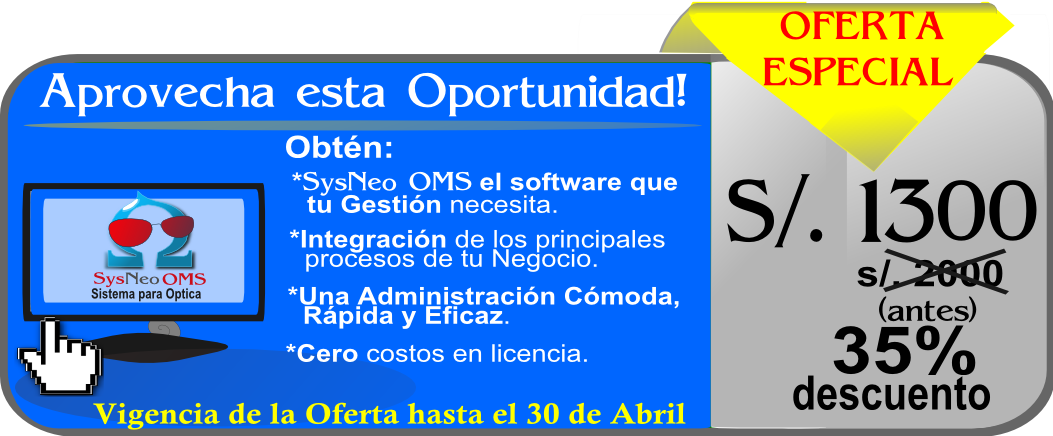 OFERTA
ESPECIAL
Aprovecha esta Oportunidad!
Obtén:
*SysNeo OMS el software que
tu Gestión necesita.
*Integración de los principales
procesos de tu Negocio.
*Una Administración Cómoda,
Rápida y Eficaz.
*Cero costos en licencia.
SysNeo OMS
Sistema para Optica
Vigencia de la Oferta hasta el 30 de Abril
S/. 1300
s/. 2000
(antes)
35%
descuento